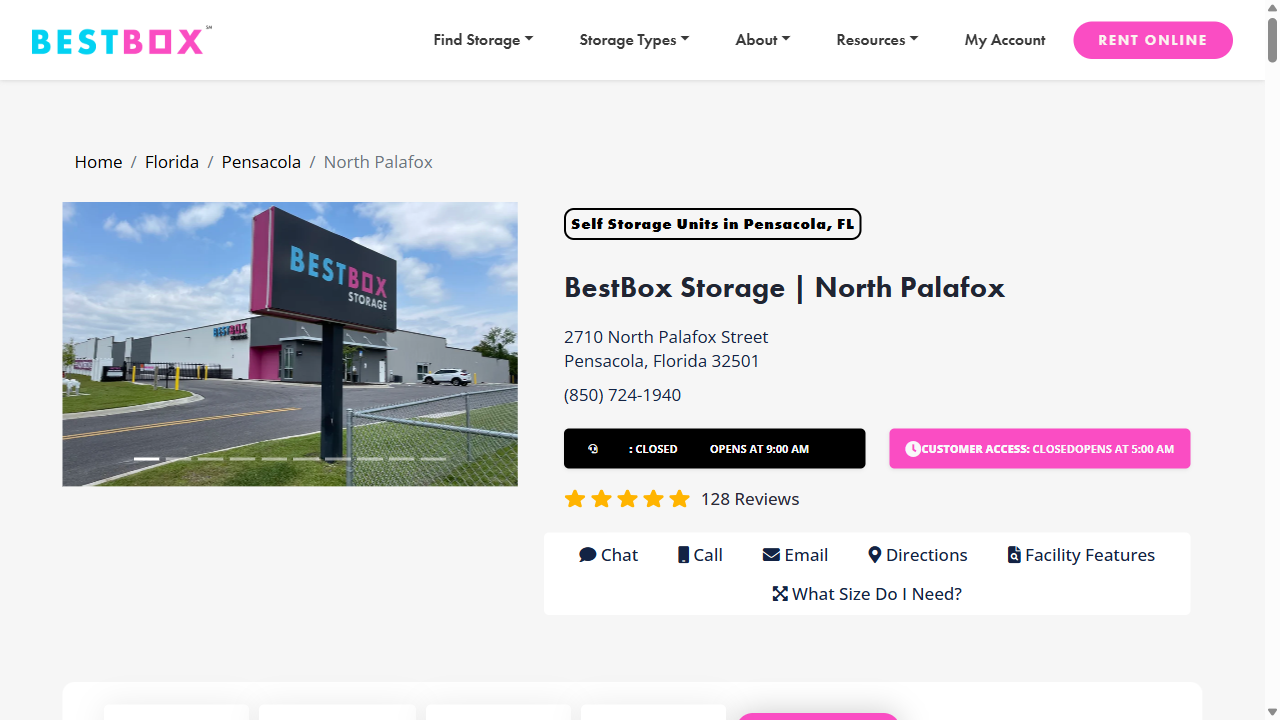 BESTBOX SM
Find Storage
Storage Types
About
Resources
My Account
RENT ONLINE
Home / Florida / Pensacola / North Palafox
BESTBOX
STORAGE
BESTBOX
Self Storage Units in Pensacola, FL
BestBox Storage | North Palafox
2710 North Palafox Street
Pensacola, Florida 32501
(850) 724-1940
: CLOSED OPENS AT 9:00 AM
CUSTOMER ACCESS: CLOSEDOPENS AT 5:00 AM
128 Reviews
Chat
Call
Email
Directions
Facility Features
What Size Do I Need?